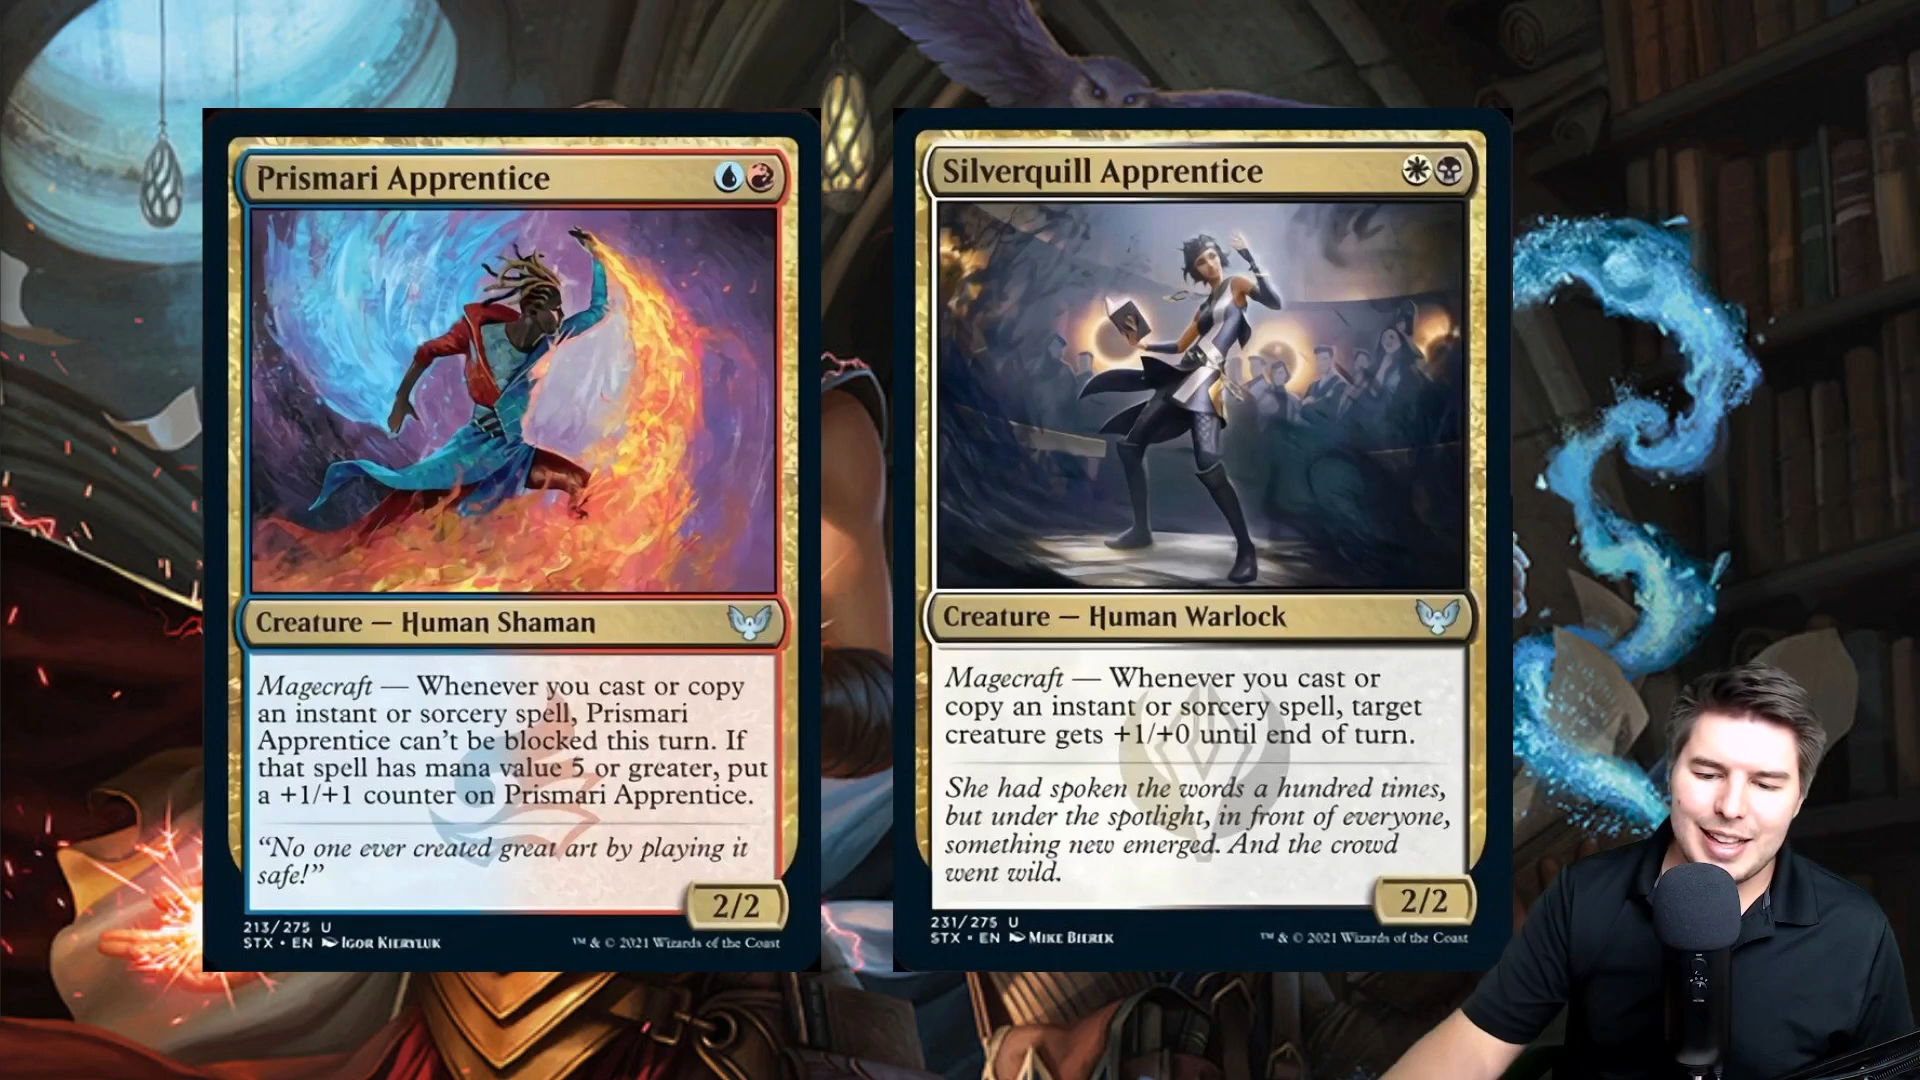 Prismari Apprentice
Creature — Human Shaman
Magecraft — Whenever you cast or copy
an instant or sorcery spell, Prismari
Apprentice can't be blocked this turn. If
that spell has mana value 5 or greater, put
a +1/+1 counter on Prismari Apprentice.
“No one ever created great art by playing it
safe!”
2/2
213/275 U
STX • EN Igor Kieryluk
™ & © 2021 Wizards of the Coast
Silverquill Apprentice
Creature — Human Warlock
Magecraft — Whenever you cast or
copy an instant or sorcery spell, target
creature gets +1/+0 until end of turn.
She had spoken the words a hundred times,
but under the spotlight, in front of everyone,
something new emerged. And the crowd
went wild.
2/2
231/275 U
STX • EN Mike Bierek
™ & © 2021 Wizards of the Coast